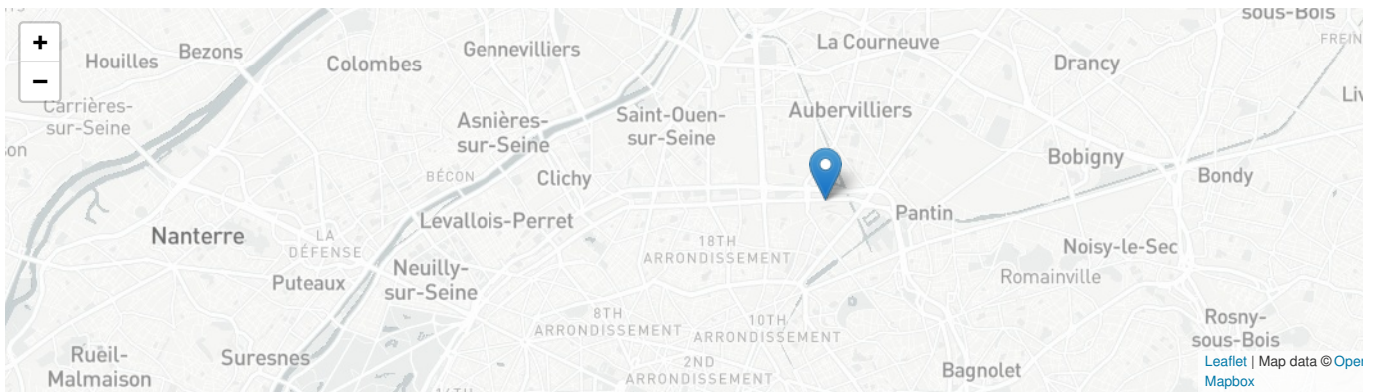 sous-Bois
+
Houilles
Bezons
Colombes
Gennevilliers
La Courneuve
Drancy
FREIN
−
Carrières-
sur-Seine
Asnières-
sur-Seine
Saint-Ouen-
sur-Seine
Aubervilliers
Liv
son
BÉCON
Clichy
Bobigny
Bondy
Nanterre
LA
DÉFENSE
Levallois-Perret
Pantin
18TH
ARRONDISSEMENT
Noisy-le-Sec
Puteaux
Neuilly-
sur-Seine
Romainville
8TH
ARRONDISSEMENT
10TH
ARRONDISSEMENT
Rosny-
sous-Bois
Rueil-
Malmaison
Suresnes
2ND
ARRONDISSEMENT
Bagnolet
Leaflet | Map data © Oper
Mapbox